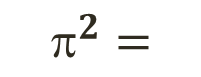 π² =